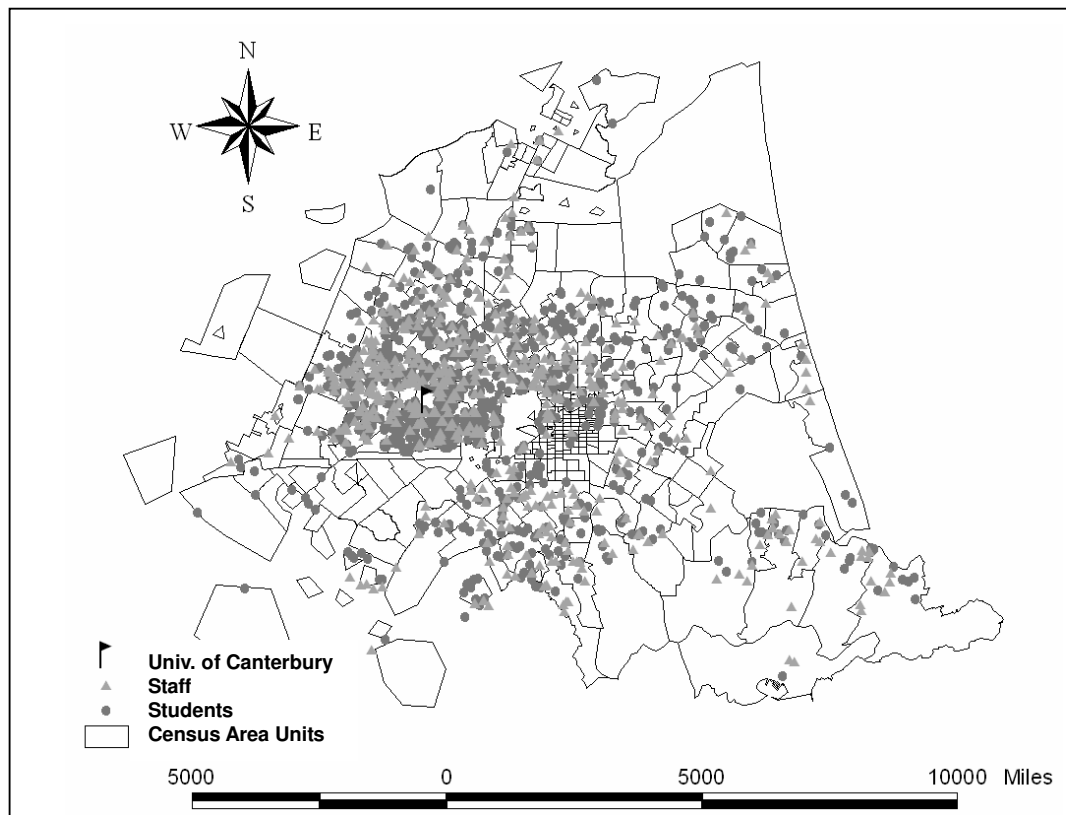 N
W E
S
Univ. of Canterbury
Staff
Students
Census Area Units
5000 0 5000 10000 Miles